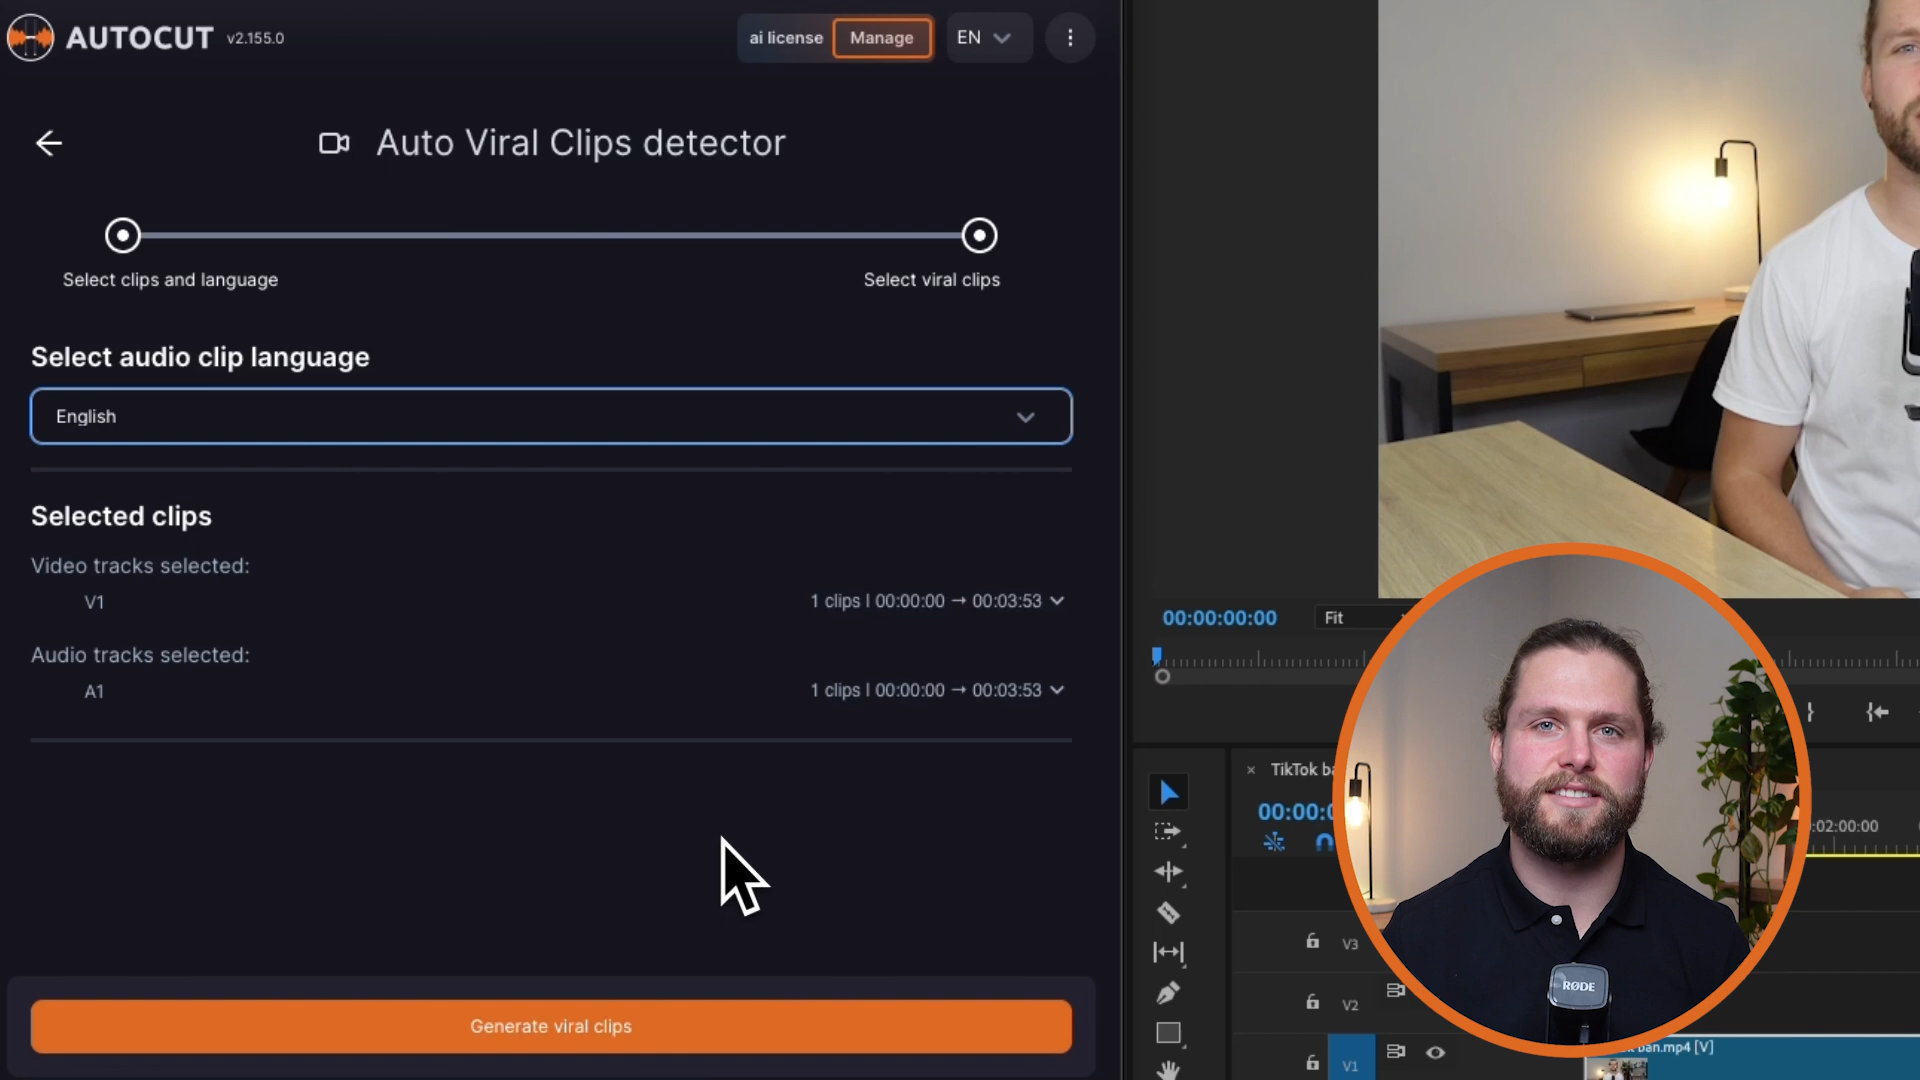 AUTOCUT v2.155.0
ai license Manage EN
Auto Viral Clips detector
Select clips and language Select viral clips
Select audio clip language
English
Selected clips
Video tracks selected:
V1 1 clips | 00:00:00 → 00:03:53
Audio tracks selected:
A1 1 clips | 00:00:00 → 00:03:53
Generate viral clips
00:00:00:00 Fit
TikTok ba
00:00:0
:02:00:00
V3
V2
V1
ban.mp4 [V]
RØDE